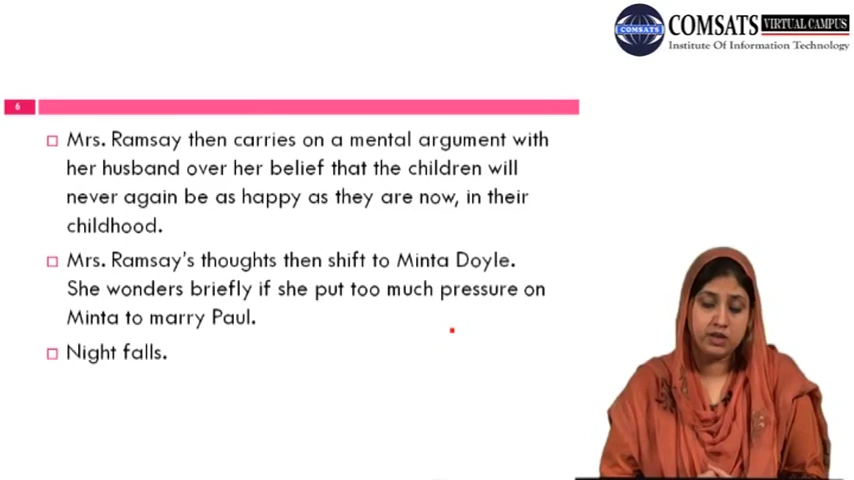 COMSATS
COMSATS VIRTUAL CAMPUS
Institute Of Information Technology
6
Mrs. Ramsay then carries on a mental argument with
her husband over her belief that the children will
never again be as happy as they are now, in their
childhood.
Mrs. Ramsay's thoughts then shift to Minta Doyle.
She wonders briefly if she put too much pressure on
Minta to marry Paul.
Night falls.